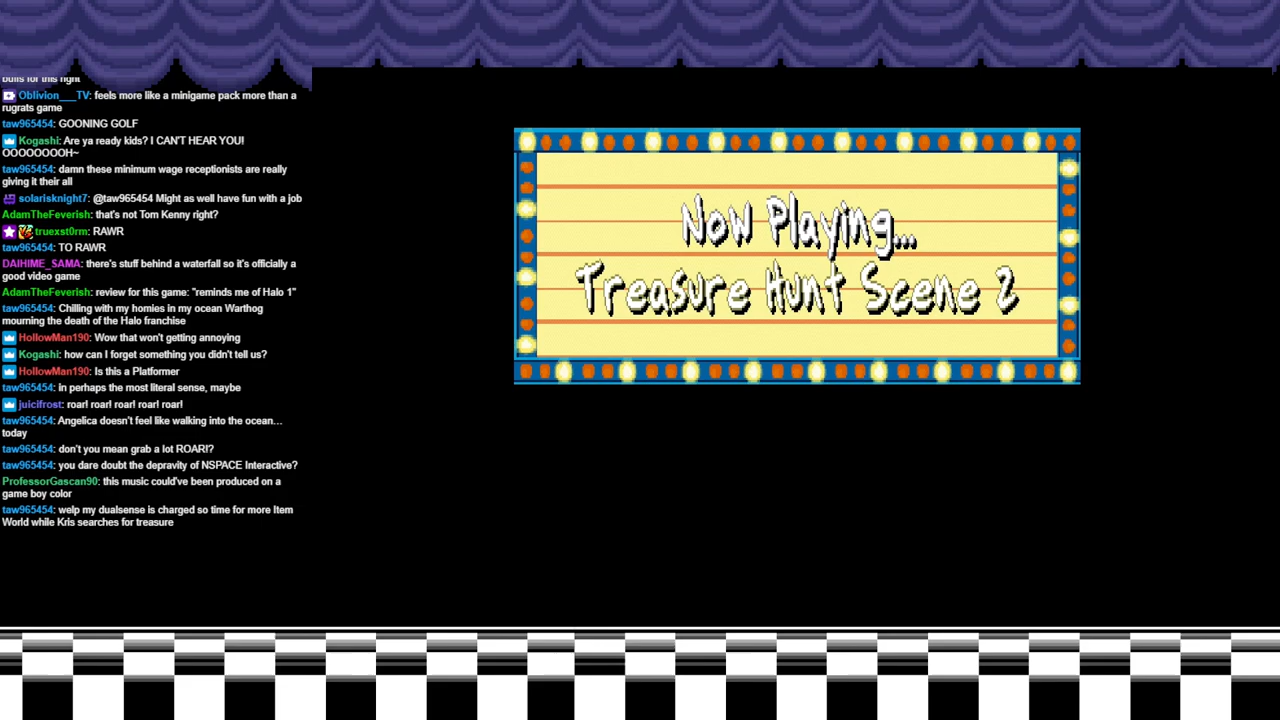 bulls for this fight
Oblivion___TV: feels more like a minigame pack more than a
rugrats game
taw965454: GOONING GOLF
Kogashi: Are ya ready kids? I CAN'T HEAR YOU!
OOOOOOOOH~
taw965454: damn these minimum wage receptionists are really
giving it their all
solarisknight7: @taw965454 Might as well have fun with a job
AdamTheFeverish: that's not Tom Kenny right?
truexst0rm: RAWR
taw965454: TO RAWR
DAIHIME_SAMA: there's stuff behind a waterfall so it's officially a
good video game
AdamTheFeverish: review for this game: "reminds me of Halo 1"
taw965454: Chilling with my homies in my ocean Warthog
mourning the death of the Halo franchise
HollowMan190: Wow that won't getting annoying
Kogashi: how can I forget something you didn't tell us?
HollowMan190: Is this a Platformer
taw965454: in perhaps the most literal sense, maybe
juicifrost: roar! roar! roar! roar! roar!
taw965454: Angelica doesn't feel like walking into the ocean…
today
taw965454: don't you mean grab a lot ROAR!?
taw965454: you dare doubt the depravity of NSPACE Interactive?
ProfessorGascan90: this music could've been produced on a
game boy color
taw965454: welp my dualsense is charged so time for more Item
World while Kris searches for treasure
Now Playing...
Treasure Hunt Scene 2